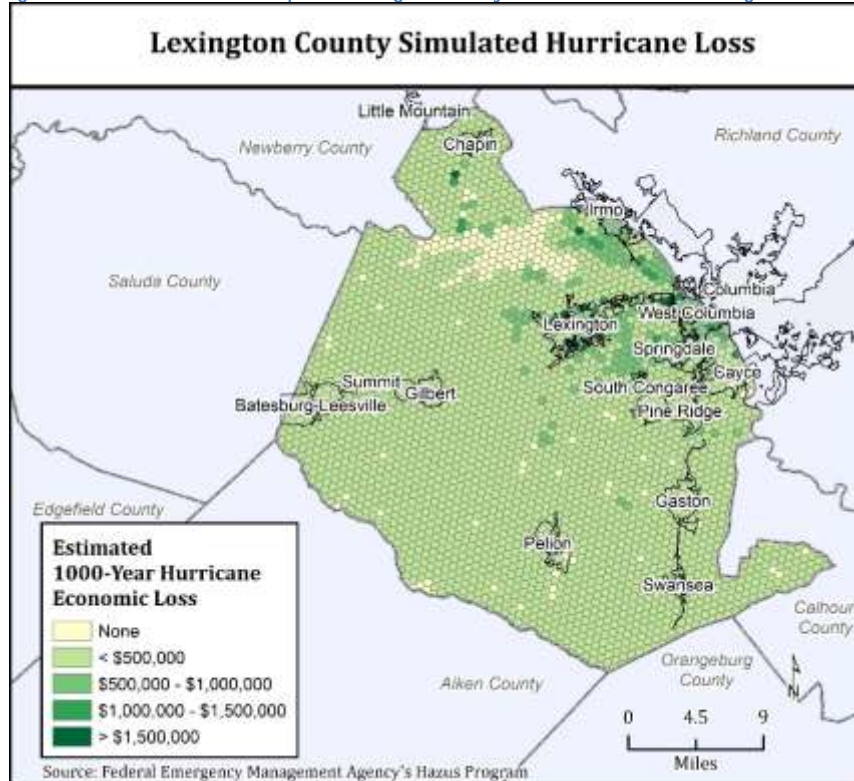 Lexington County Simulated Hurricane Loss
Little Mountain
Chapin
Newberry County
Richland County
Irmo
Saluda County
Columbia
West Columbia
Lexington
Springdale
Cayce
Summit
Gilbert
South Congaree
Batesburg-Leesville
Pine Ridge
Edgefield County
Gaston
Pelion
Swansea
Calhoun
County
Orangeburg
County
Aiken County
N
Estimated
1000-Year Hurricane
Economic Loss
None
< $500,000
$500,000 - $1,000,000
$1,000,000 - $1,500,000
> $1,500,000
0 4.5 9
Miles
Source: Federal Emergency Management Agency's Hazus Program